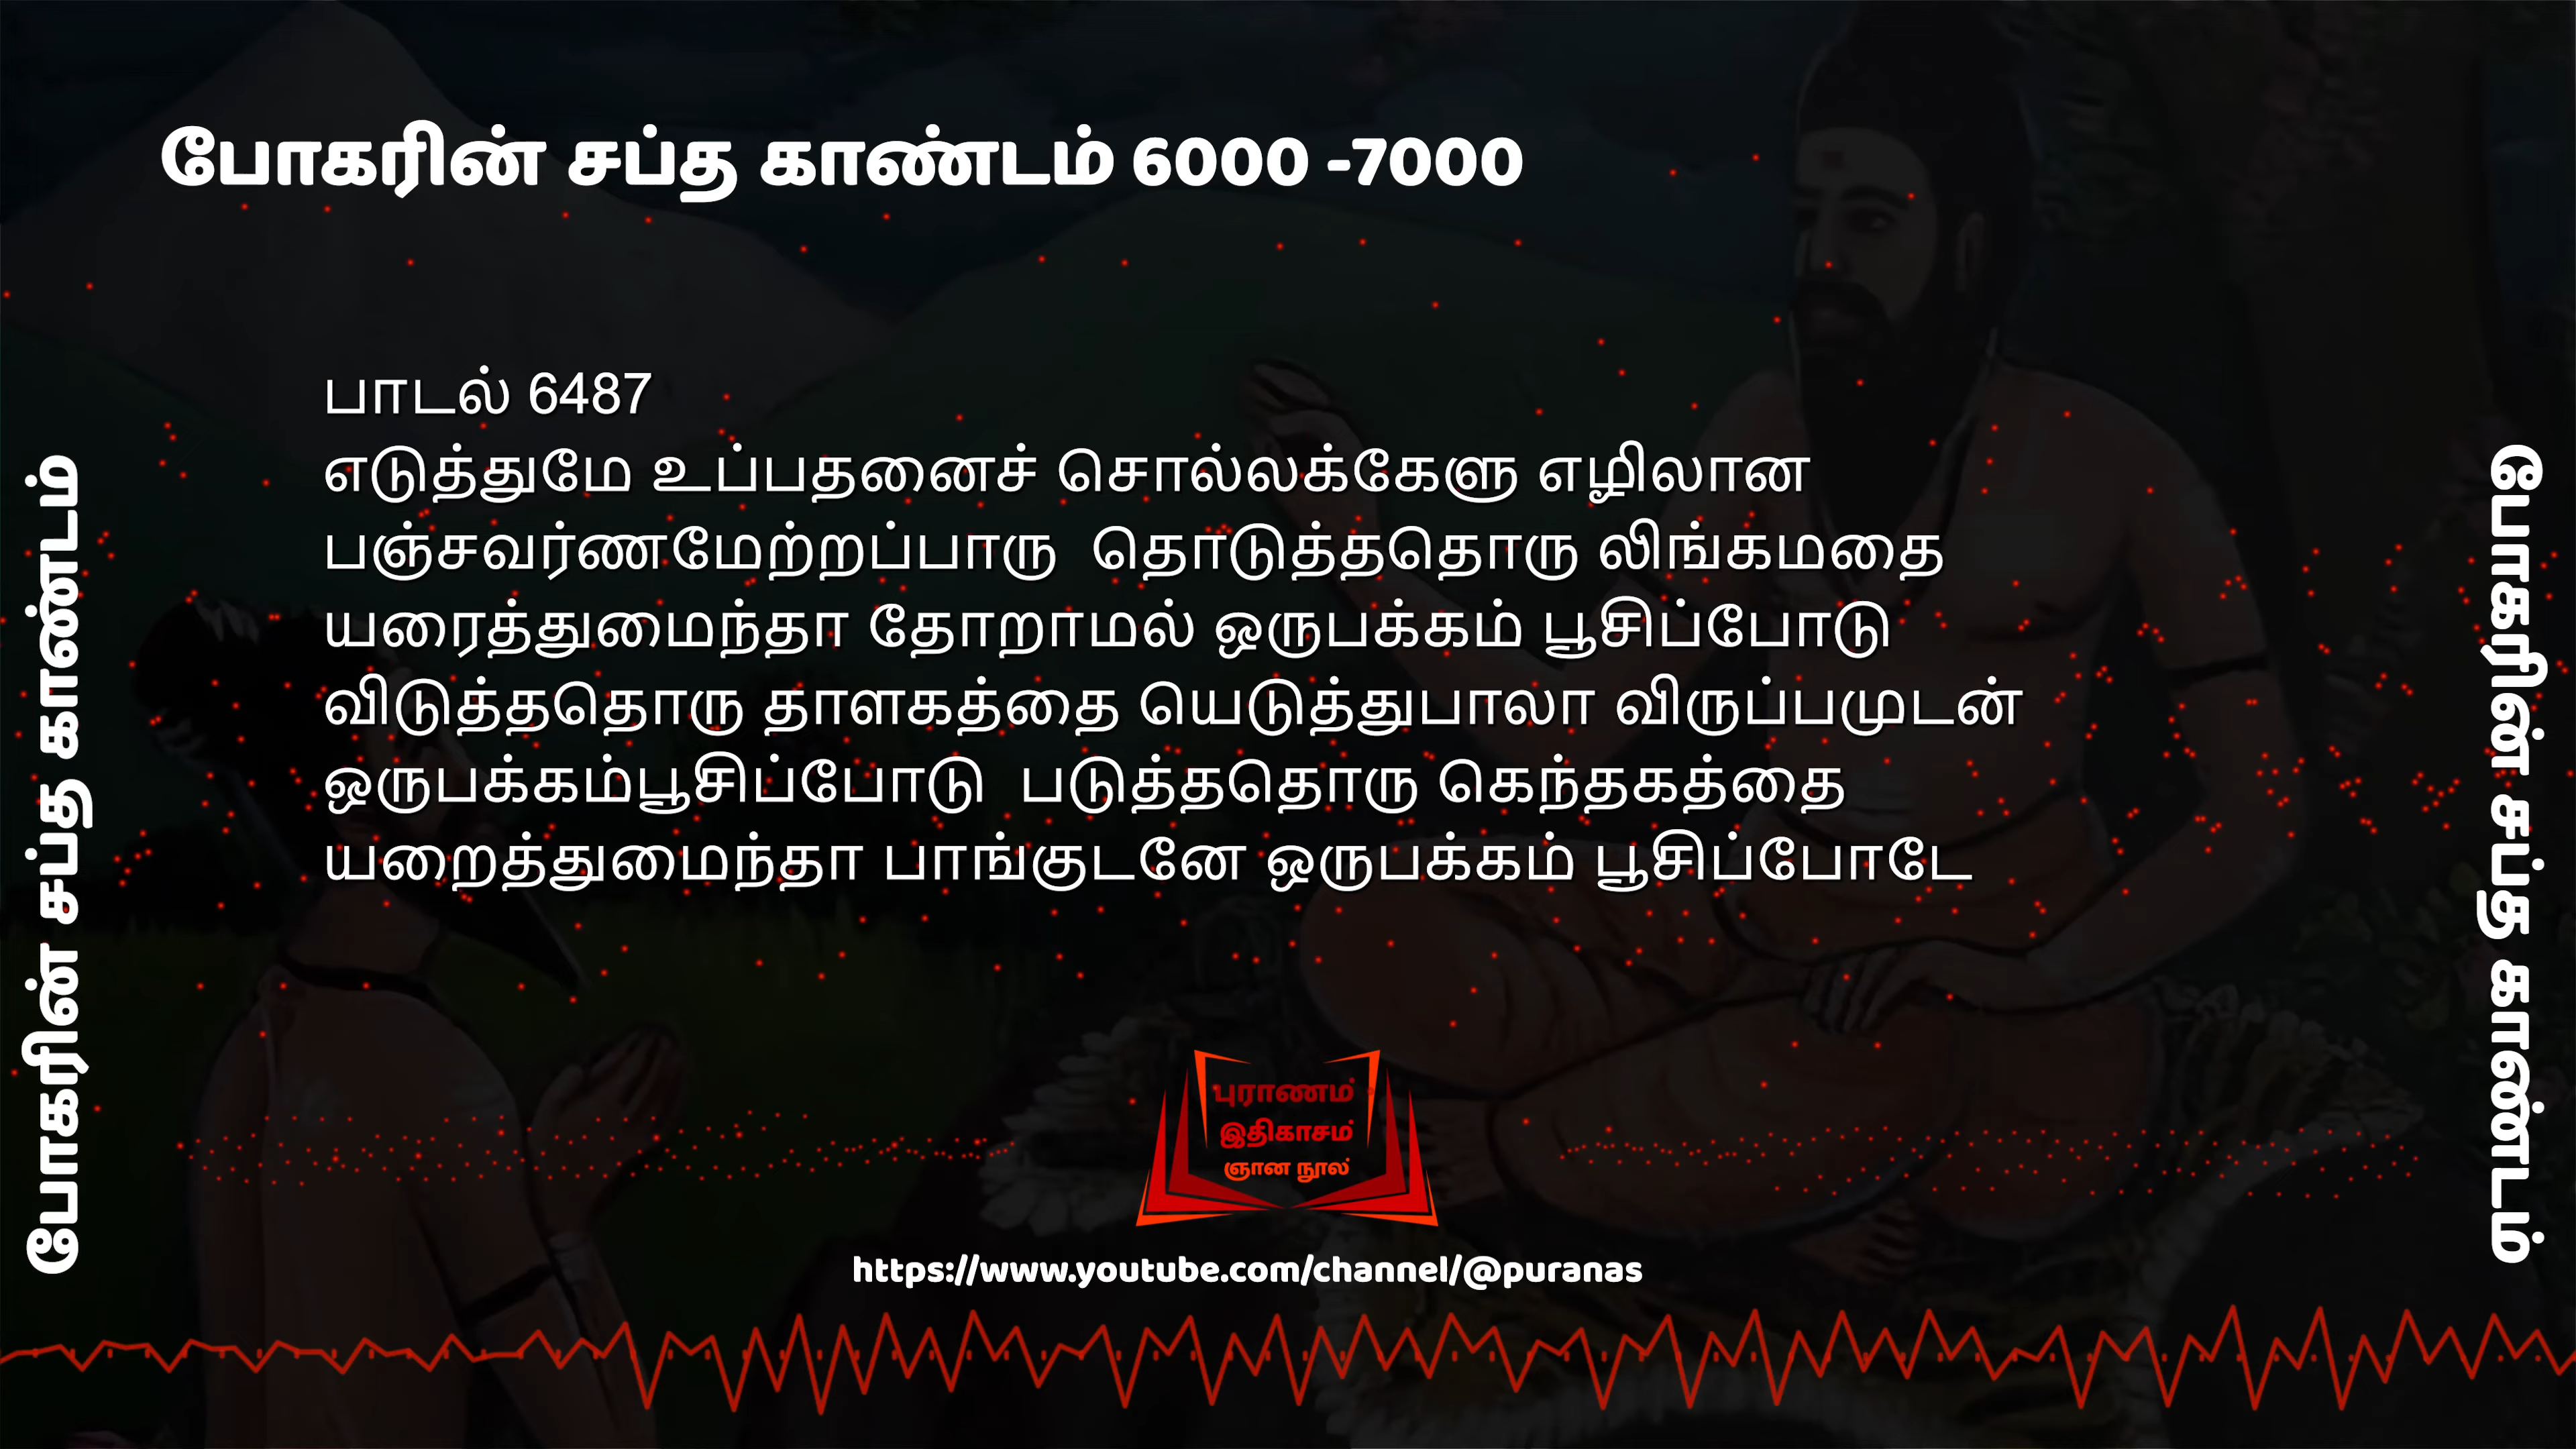 போகரின் சப்த காண்டம் 6000 -7000
போகரின் சப்த காண்டம்
பாடல் 6487
எடுத்துமே உப்பதனைச் சொல்லக்கேளு எழிலான
பஞ்சவர்ணமேற்றப்பாரு தொடுத்ததொரு லிங்கமதை
யரைத்துமைந்தா தோறாமல் ஒருபக்கம் பூசிப்போடு
விடுத்ததொரு தாளகத்தை யெடுத்துபாலா விருப்பமுடன்
ஒருபக்கம்பூசிப்போடு படுத்ததொரு கெந்தகத்தை
யறைத்துமைந்தா பாங்குடனே ஒருபக்கம் பூசிப்போடே
போகரின் சப்த காண்டம்
புராணம்
இதிகாசம்
ஞான நூல்
https://www.youtube.com/channel/@puranas